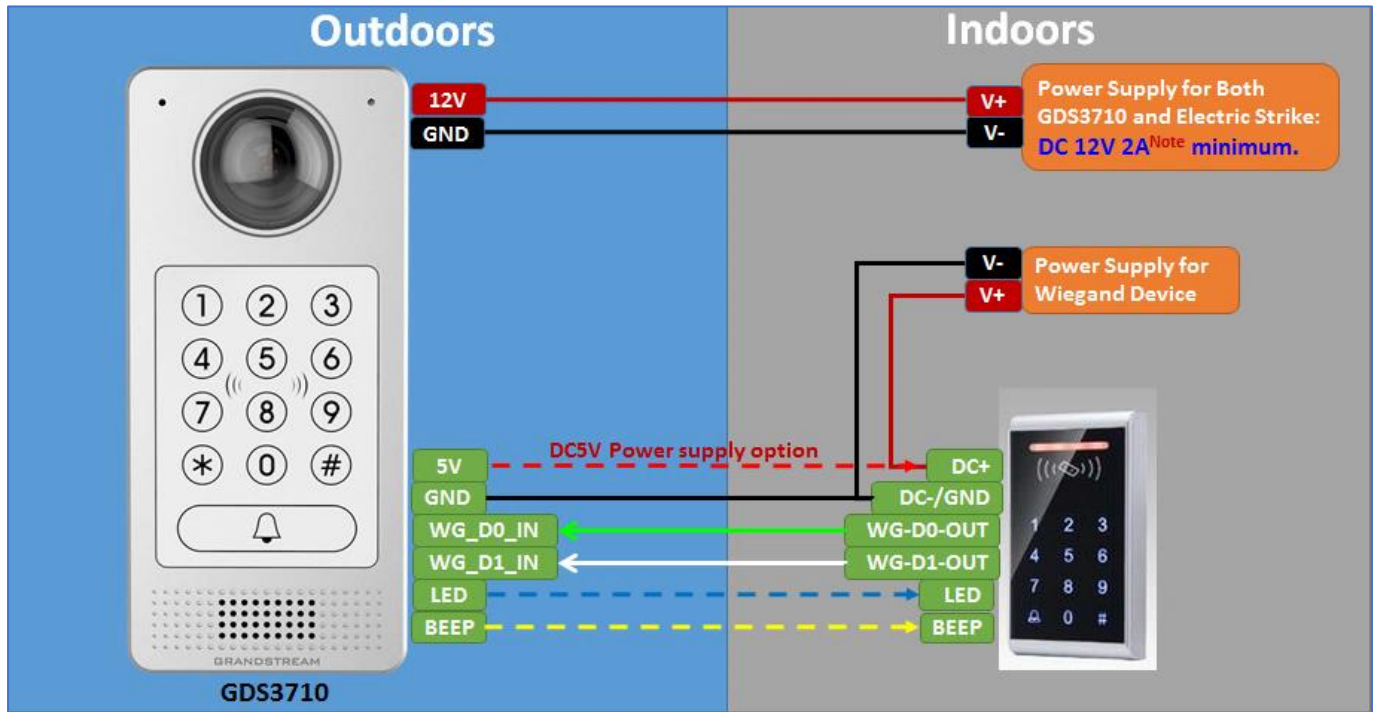 Outdoors
Indoors
12V
GND
V+
V-
Power Supply for Both
GDS3710 and Electric Strike:
DC 12V 2A Note minimum.
V-
V+
Power Supply for
Wiegand Device
1 2 3
4 5 6
7 8 9
* 0 #
GRANDSTREAM
GDS3710
DC5V Power supply option
5V
GND
WG_D0_IN
WG_D1_IN
LED
BEEP
DC+
DC-/GND
WG-D0-OUT
WG-D1-OUT
LED
BEEP
1 2 3
4 5 6
7 8 9
0 #